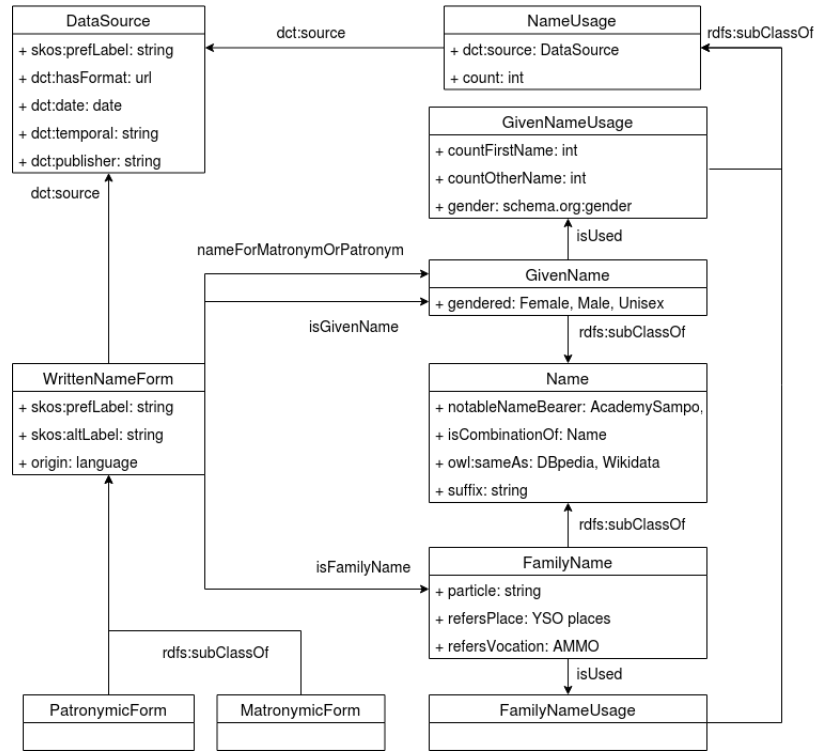 DataSource
+ skos:prefLabel: string
+ dct:hasFormat: url
+ dct:date: date
+ dct:temporal: string
+ dct:publisher: string
dct:source
NameUsage
+ dct:source: DataSource
+ count: int
rdfs:subClassOf
GivenNameUsage
+ countFirstName: int
+ countOtherName: int
+ gender: schema.org:gender
dct:source
isUsed
nameForMatronymOrPatronym
GivenName
+ gendered: Female, Male, Unisex
isGivenName
rdfs:subClassOf
WrittenNameForm
+ skos:prefLabel: string
+ skos:altLabel: string
+ origin: language
Name
+ notableNameBearer: AcademySampo,
+ isCombinationOf: Name
+ owl:sameAs: DBpedia, Wikidata
+ suffix: string
rdfs:subClassOf
isFamilyName
FamilyName
+ particle: string
+ refersPlace: YSO places
+ refersVocation: AMMO
rdfs:subClassOf
isUsed
PatronymicForm
MatronymicForm
FamilyNameUsage